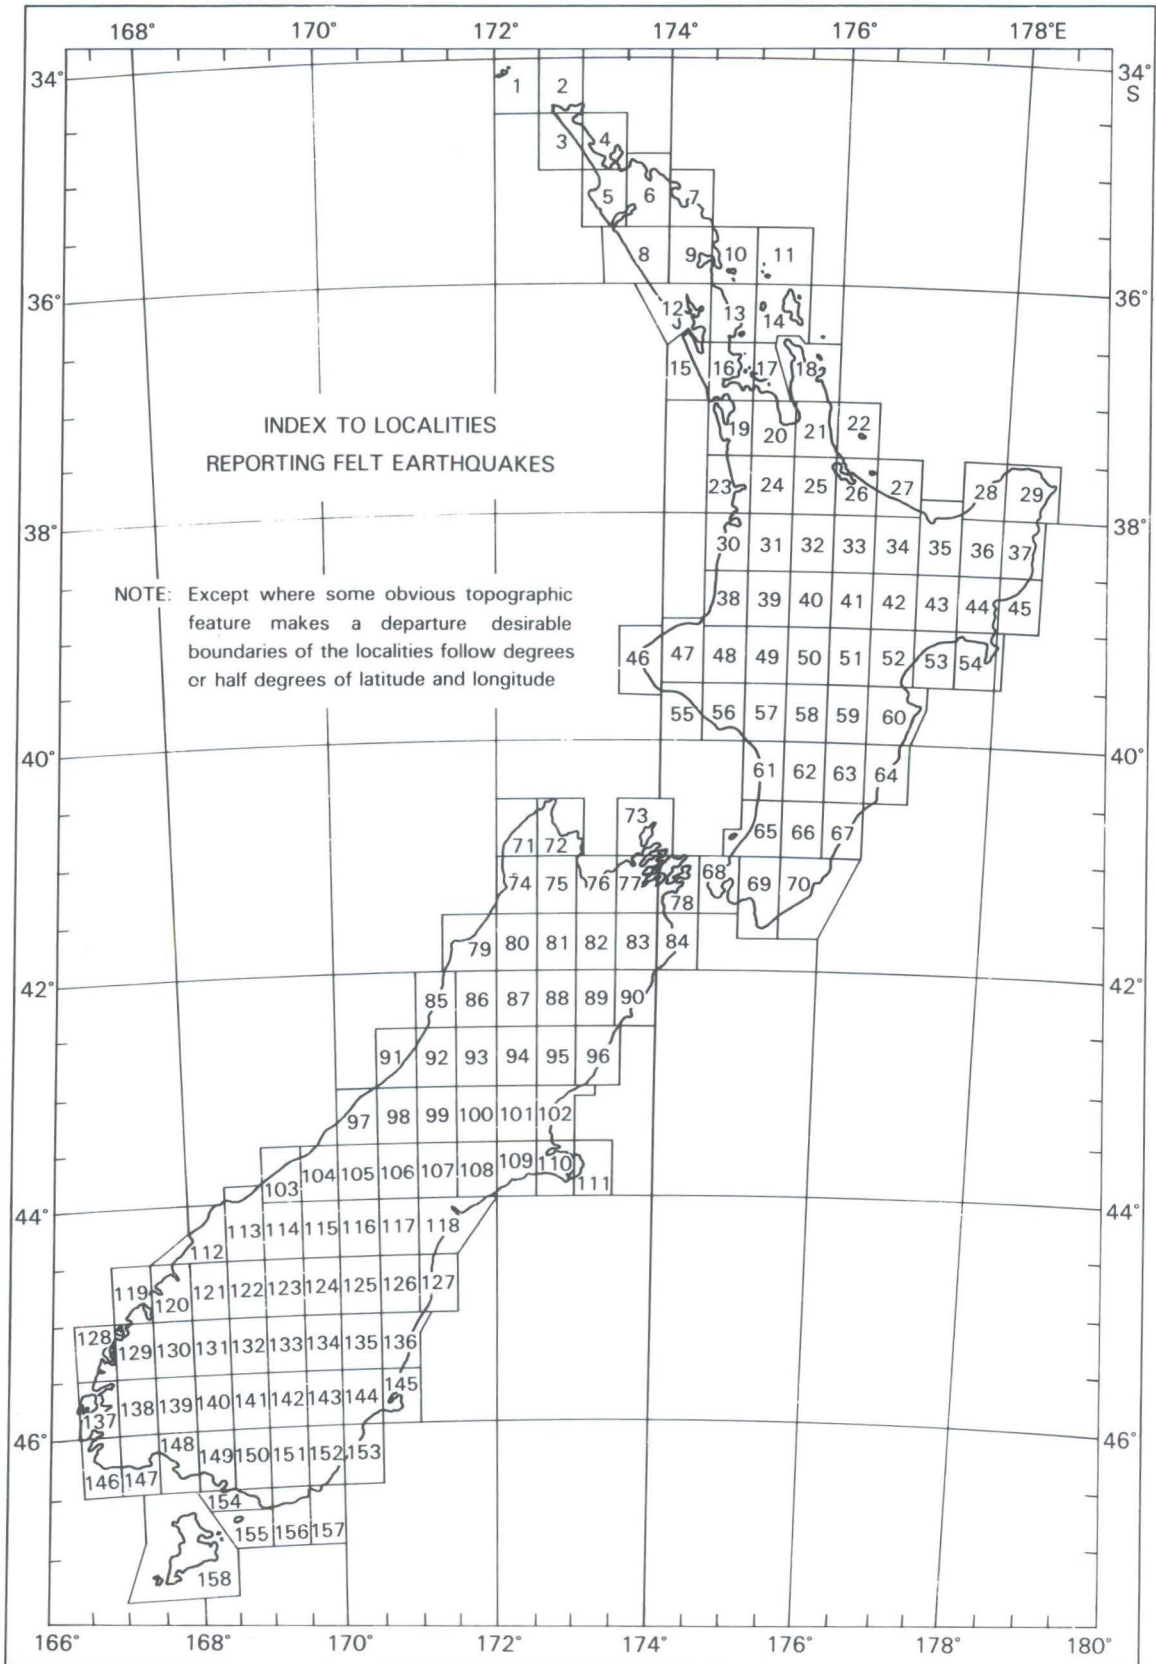 168° 170° 172° 174° 176° 178°E
34° 34°
S
1 2
3 4
5 6 7
8 9 10 11
36° 36°
12 13 14
15 16 17 18
INDEX TO LOCALITIES
REPORTING FELT EARTHQUAKES
19 20 21 22
23 24 25 26 27 28 29
38° 38°
30 31 32 33 34 35 36 37
NOTE: Except where some obvious topographic
feature makes a departure desirable
boundaries of the localities follow degrees
or half degrees of latitude and longitude
38 39 40 41 42 43 44 45
46 47 48 49 50 51 52 53 54
55 56 57 58 59 60
40° 40°
61 62 63 64
65 66 67
71 72 73
68 69 70
74 75 76 77 78
79 80 81 82 83 84
42° 42°
85 86 87 88 89 90
91 92 93 94 95 96
97 98 99 100 101 102
103 104 105 106 107 108 109 110 111
44° 44°
112 113 114 115 116 117 118
119 120 121 122 123 124 125 126 127
128 129 130 131 132 133 134 135 136
137 138 139 140 141 142 143 144 145
46° 46°
146 147 148 149 150 151 152 153
154 155 156 157
158
166° 168° 170° 172° 174° 176° 178° 180°